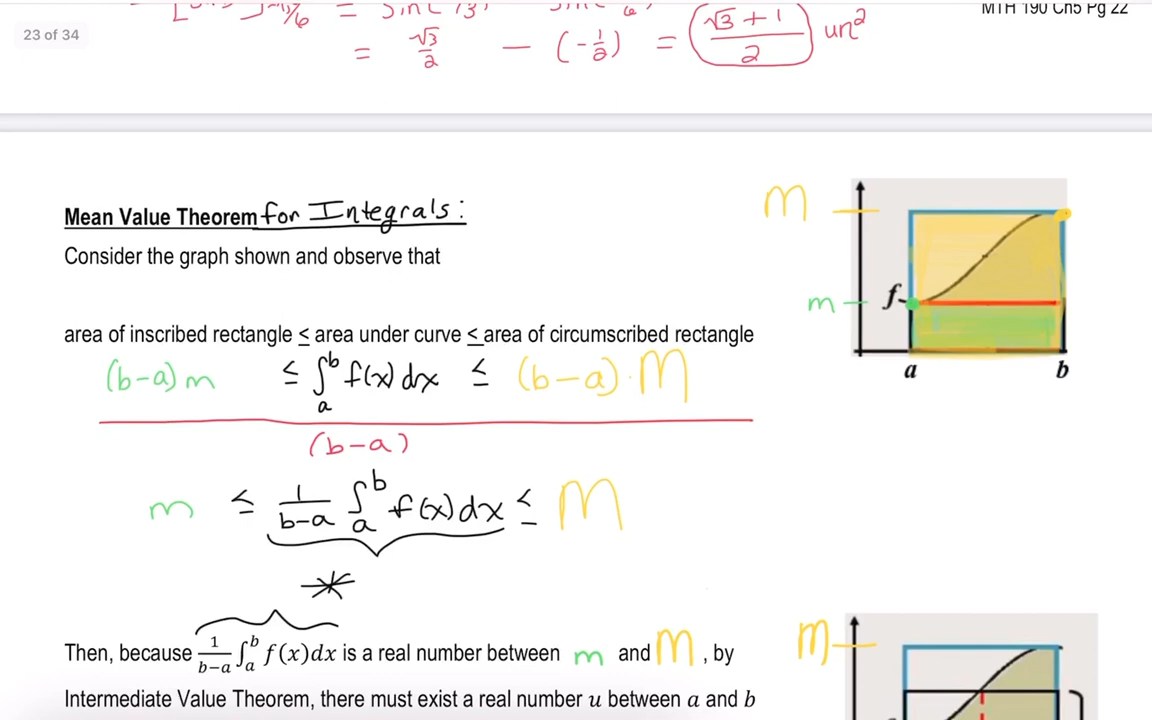 MTH 190 Ch5 Pg 22
23 of 34
= √3/2 − (−1/2) = (√3 + 1)/2 un²
Mean Value Theorem for Integrals:
Consider the graph shown and observe that
M
m
f
a b
area of inscribed rectangle ≤ area under curve ≤ area of circumscribed rectangle
(b−a) m ≤ ∫ₐᵇ f(x) dx ≤ (b−a) · M
(b−a)
m ≤ 1/(b−a) ∫ₐᵇ f(x) dx ≤ M
*
Then, because 1/(b−a) ∫ₐᵇ f(x)dx is a real number between m and M, by
M
Intermediate Value Theorem, there must exist a real number u between a and b